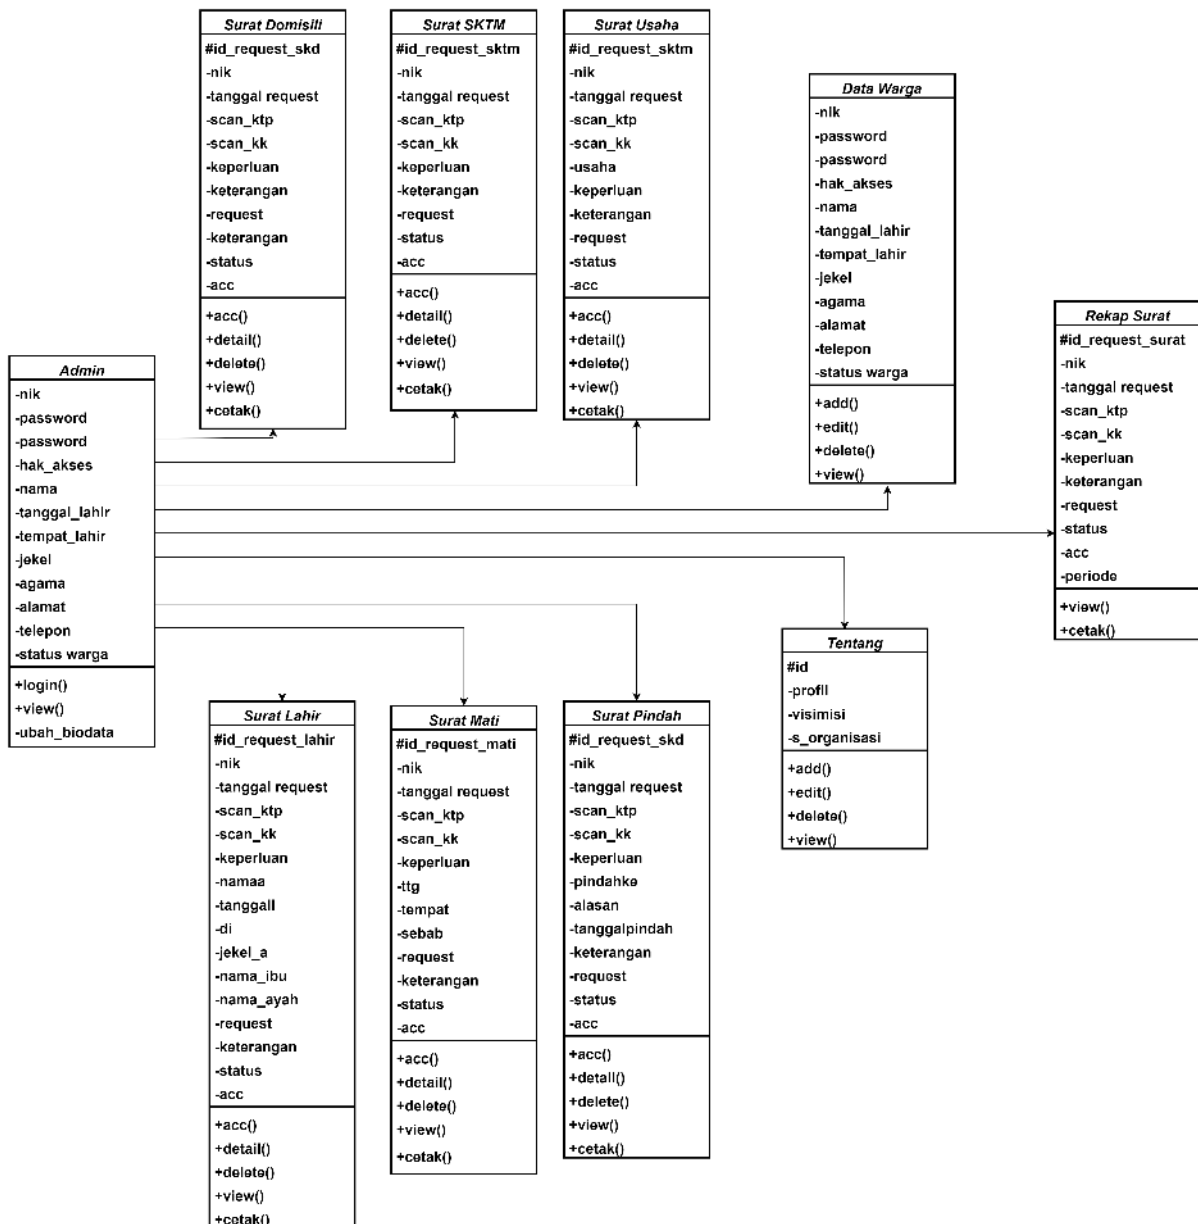 Surat Domisili
#id_request_skd
-nik
-tanggal request
-scan_ktp
-scan_kk
-keperluan
-keterangan
-request
-keterangan
-status
-acc
+acc()
+detail()
+delete()
+view()
+cetak()
Surat SKTM
#id_request_sktm
-nik
-tanggal request
-scan_ktp
-scan_kk
-keperluan
-keterangan
-request
-status
-acc
+acc()
+detail()
+delete()
+view()
+cetak()
Surat Usaha
#id_request_sktm
-nik
-tanggal request
-scan_ktp
-scan_kk
-usaha
-keperluan
-keterangan
-request
-status
-acc
+acc()
+detail()
+delete()
+view()
+cetak()
Data Warga
-nik
-password
-password
-hak_akses
-nama
-tanggal_lahir
-tempat_lahir
-jekel
-agama
-alamat
-telepon
-status warga
+add()
+edit()
+delete()
+view()
Rekap Surat
#id_request_surat
-nik
-tanggal request
-scan_ktp
-scan_kk
-keperluan
-keterangan
-request
-status
-acc
-periode
+view()
+cetak()
Admin
-nik
-password
-password
-hak_akses
-nama
-tanggal_lahir
-tempat_lahir
-jekel
-agama
-alamat
-telepon
-status warga
+login()
+view()
-ubah_biodata
Surat Lahir
#id_request_lahir
-nik
-tanggal request
-scan_ktp
-scan_kk
-keperluan
-namaa
-tanggall
-di
-jekel_a
-nama_ibu
-nama_ayah
-request
-keterangan
-status
-acc
+acc()
+detail()
+delete()
+view()
+cetak()
Surat Mati
#id_request_mati
-nik
-tanggal request
-scan_ktp
-scan_kk
-keperluan
-ttg
-tempat
-sebab
-request
-keterangan
-status
-acc
+acc()
+detail()
+delete()
+view()
+cetak()
Surat Pindah
#id_request_skd
-nik
-tanggal request
-scan_ktp
-scan_kk
-keperluan
-pindahke
-alasan
-tanggalpindah
-keterangan
-request
-status
-acc
+acc()
+detail()
+delete()
+view()
+cetak()
Tentang
#id
-profil
-visimisi
-s_organisasi
+add()
+edit()
+delete()
+view()